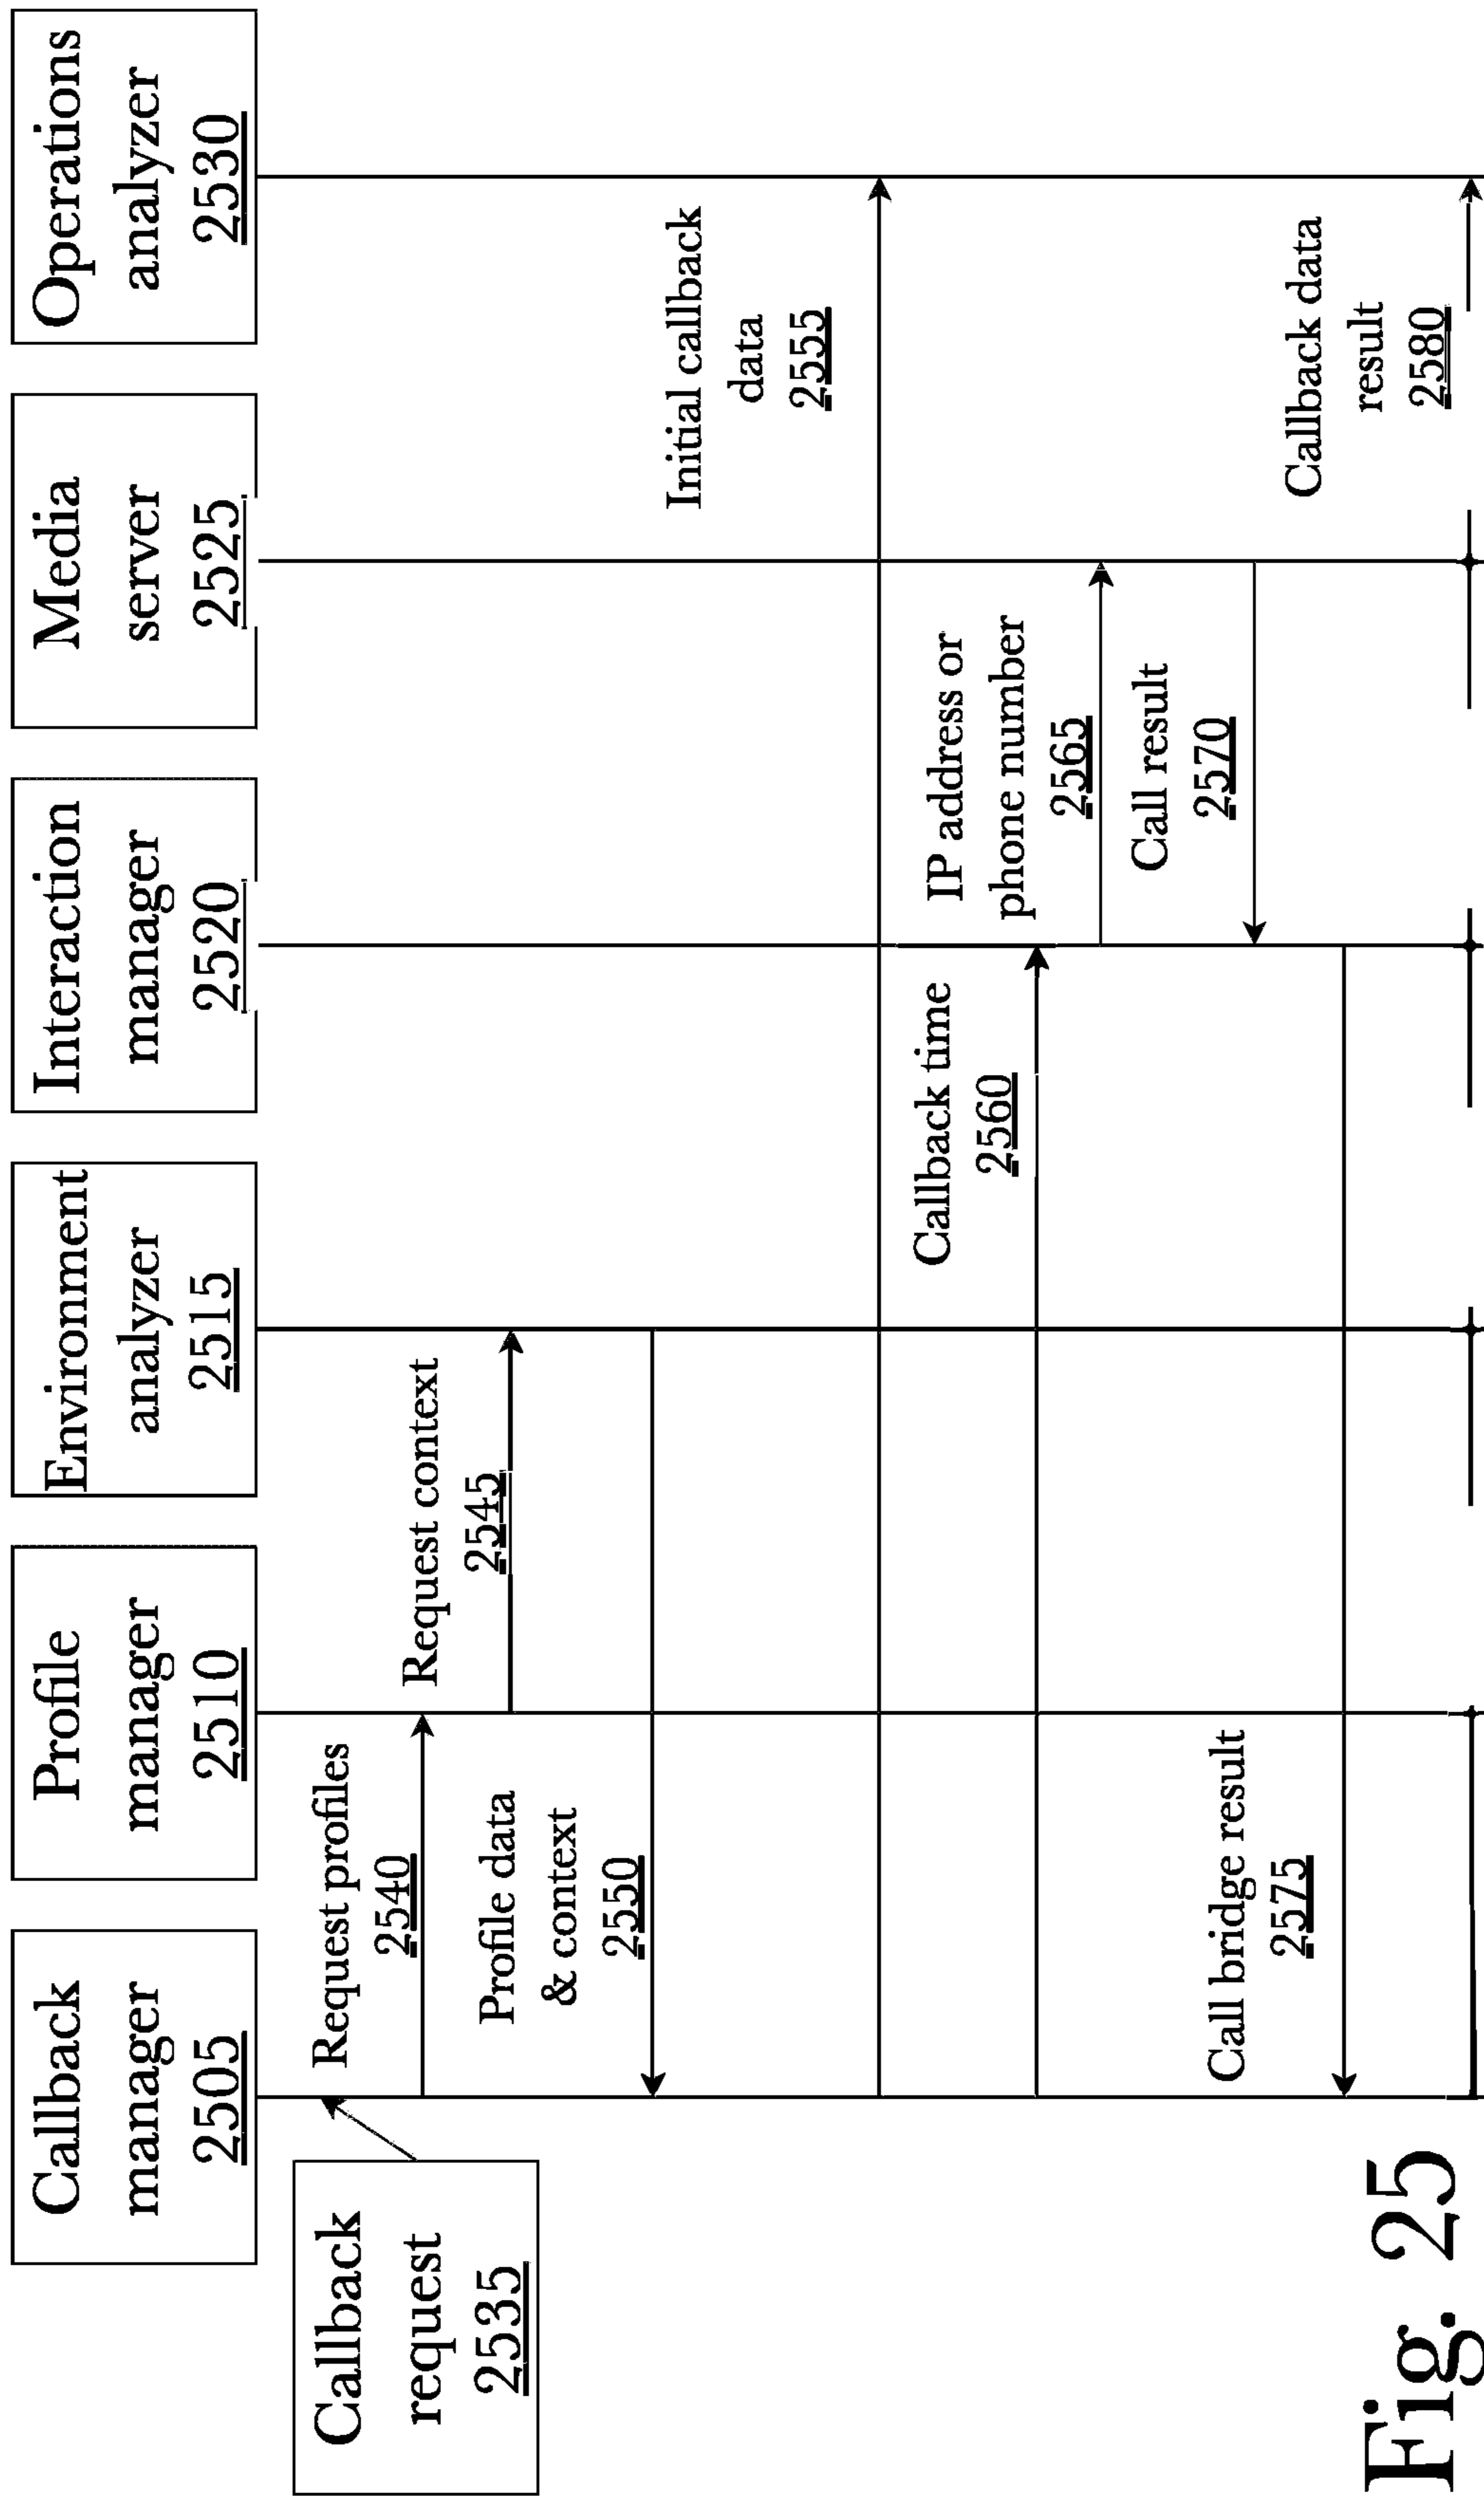 Callback
manager
2505
Profile
manager
2510
Environment
analyzer
2515
Interaction
manager
2520
Media
server
2525
Operations
analyzer
2530
Callback
request
2535
Request profiles
2540
Request context
2545
Profile data
& context
2550
Initial callback
data
2555
Callback time
2560
IP address or
phone number
2565
Call result
2570
Call bridge result
2575
Callback data
result
2580
Fig. 25